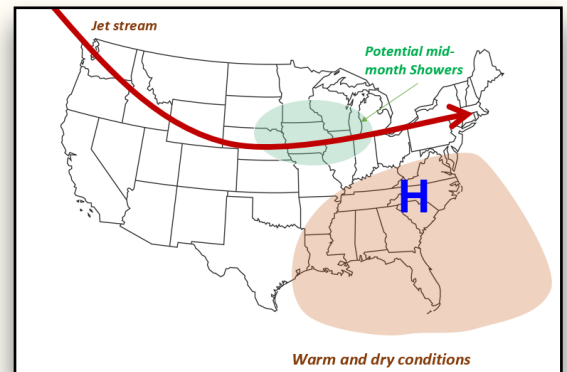 Jet stream
Potential mid-
month Showers
H
Warm and dry conditions